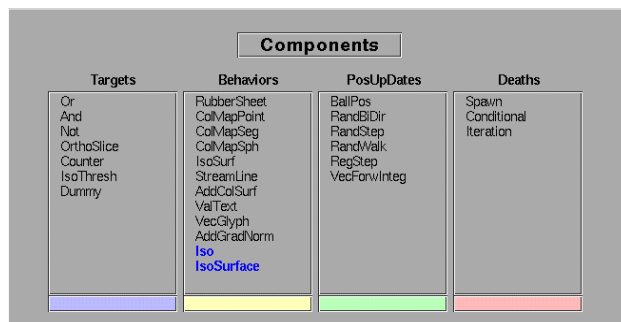 Components
Targets Behaviors PosUpDates Deaths
Or RubberSheet BallPos Spawn
And ColMapPoint RandBiDir Conditional
Not ColMapSeg RandStep Iteration
OrthoSlice ColMapSph RandWalk
Counter IsoSurf RegStep
IsoThresh StreamLine VecForwInteg
Dummy AddColSurf
ValText
VecGlyph
AddGradNorm
Iso
IsoSurface